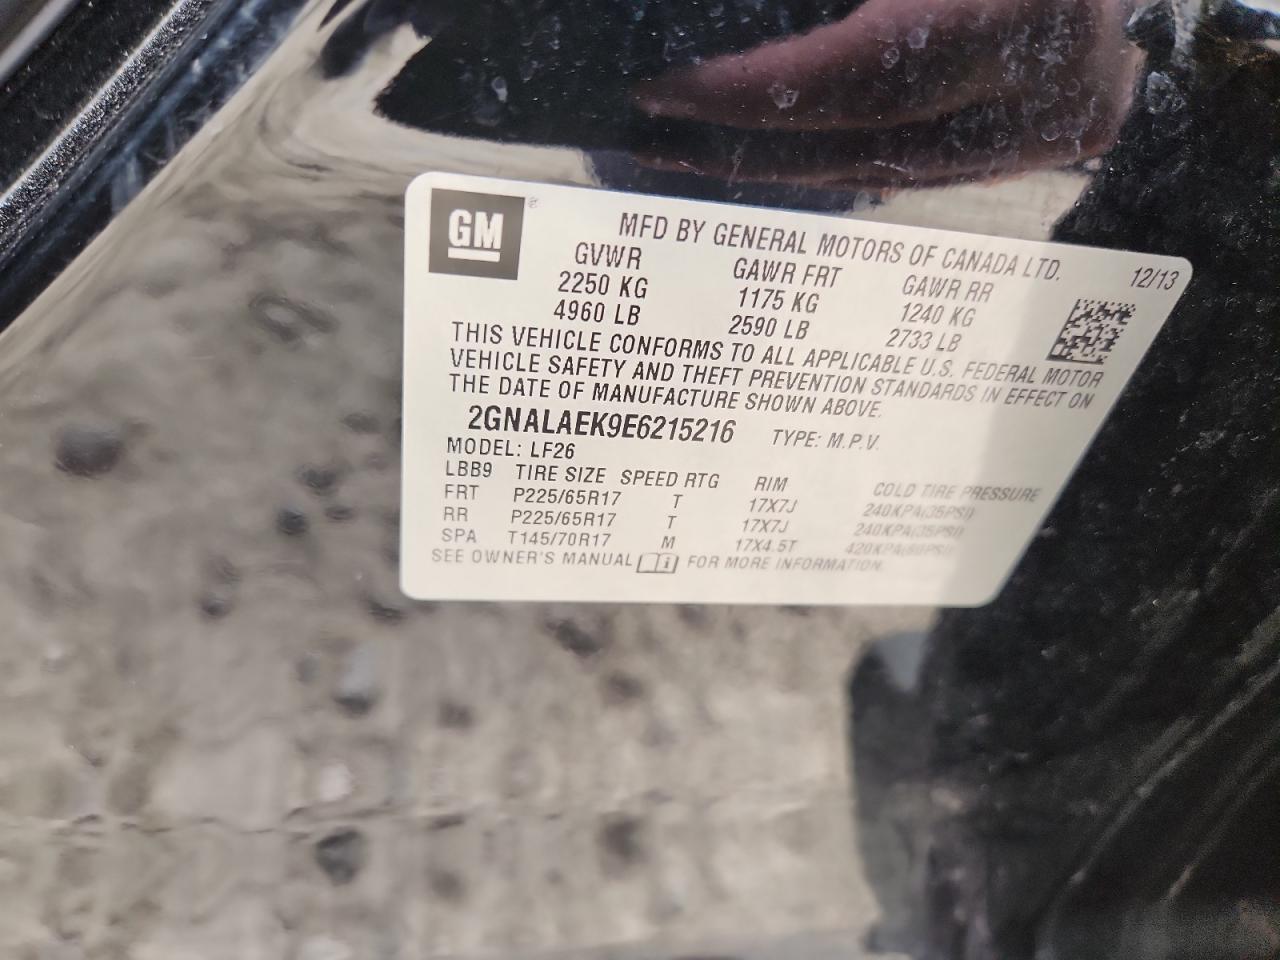 GM®
MFD BY GENERAL MOTORS OF CANADA LTD. 12/13
GVWR GAWR FRT GAWR RR
2250 KG 1175 KG 1240 KG
4960 LB 2590 LB 2733 LB
THIS VEHICLE CONFORMS TO ALL APPLICABLE U.S. FEDERAL MOTOR
VEHICLE SAFETY AND THEFT PREVENTION STANDARDS IN EFFECT ON
THE DATE OF MANUFACTURE SHOWN ABOVE.
2GNALAEK9E6215216 TYPE: M.P.V.
MODEL: LF26
LBB9 TIRE SIZE SPEED RTG RIM COLD TIRE PRESSURE
FRT P225/65R17 T 17X7J 240KPA(35PSI)
RR P225/65R17 T 17X7J 240KPA(35PSI)
SPA T145/70R17 M 17X4.5T 420KPA(60PSI)
SEE OWNER'S MANUAL FOR MORE INFORMATION.